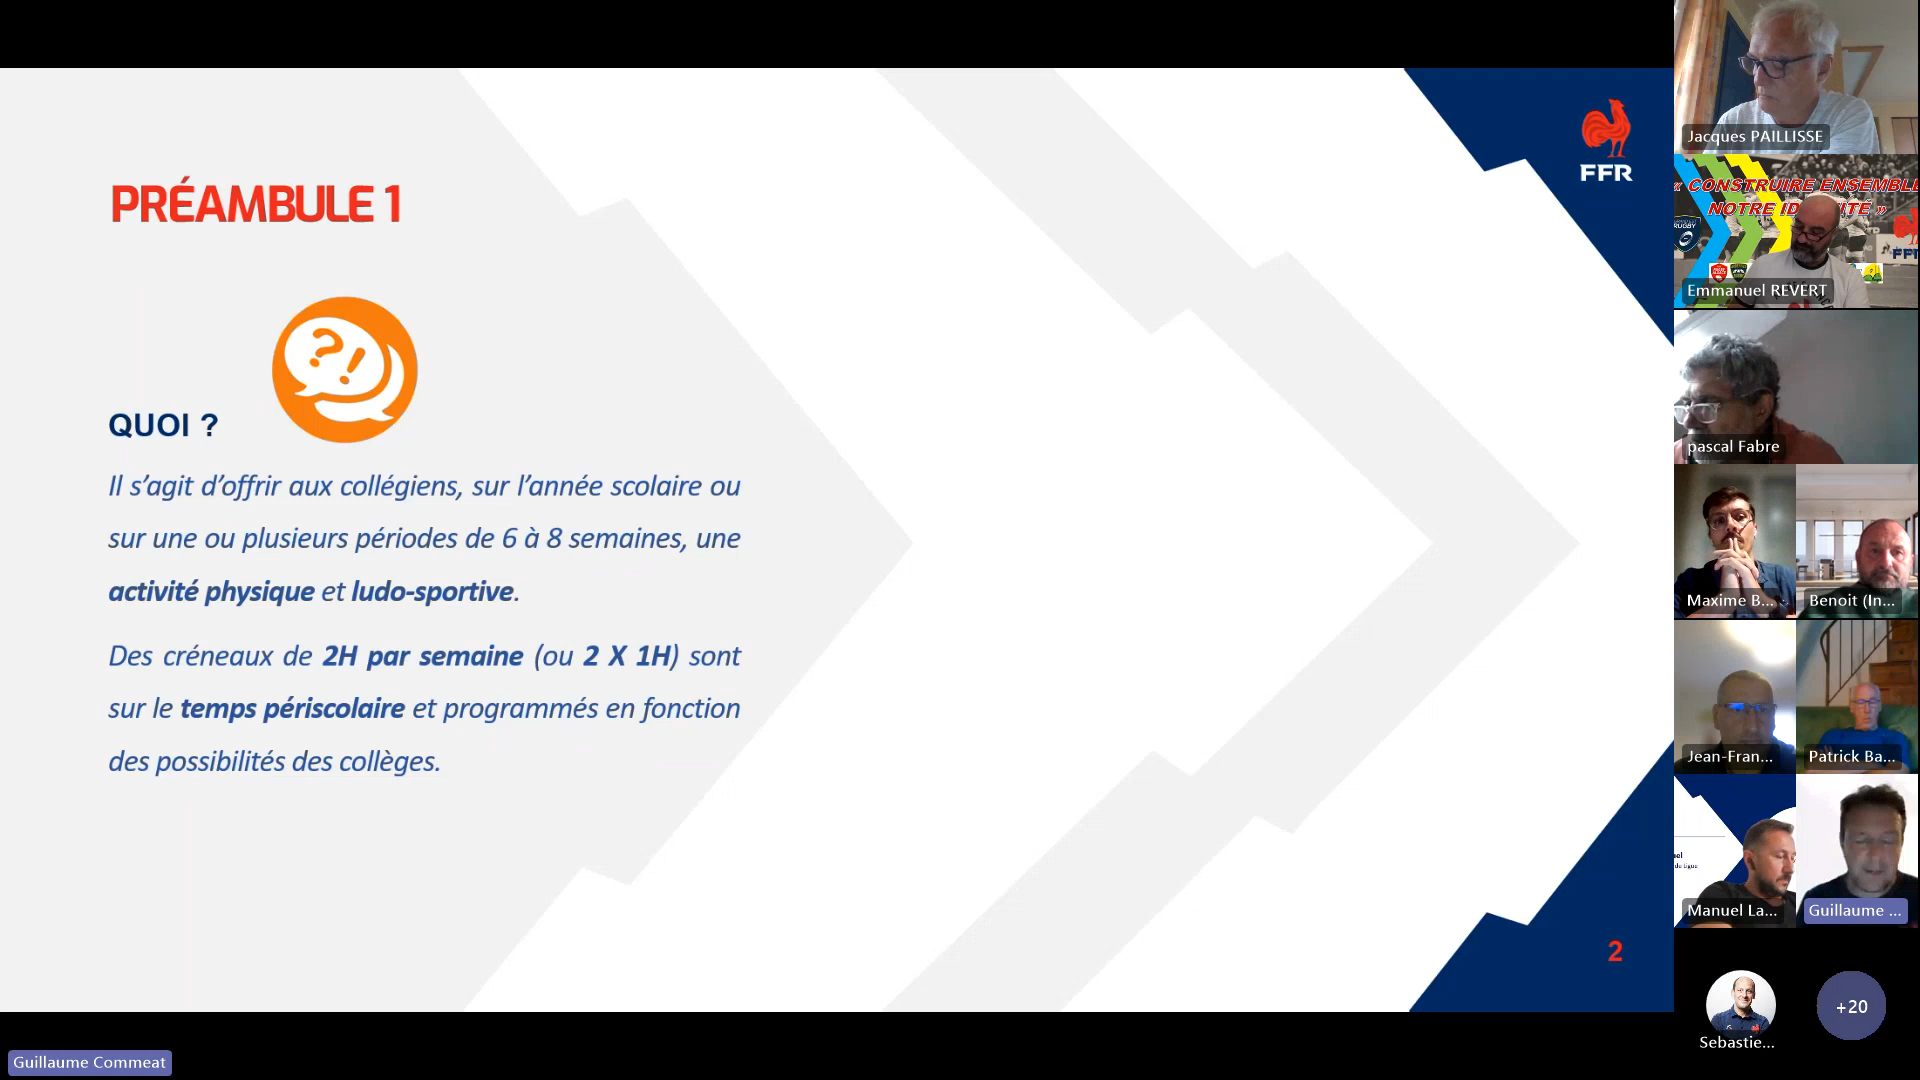 PRÉAMBULE 1
FFR
QUOI ?
Il s’agit d’offrir aux collégiens, sur l’année scolaire ou
sur une ou plusieurs périodes de 6 à 8 semaines, une
activité physique et ludo-sportive.
Des créneaux de 2H par semaine (ou 2 X 1H) sont
sur le temps périscolaire et programmés en fonction
des possibilités des collèges.
2
Guillaume Commeat
Jacques PAILLISSE
« CONSTRUIRE ENSEMBLE
NOTRE ID ITÉ »
RUGBY
FF
Emmanuel REVERT
pascal Fabre
Maxime B...
Benoit (In...
Jean-Fran...
Patrick Ba...
Manuel La...
Guillaume ...
Sebastie...
+20